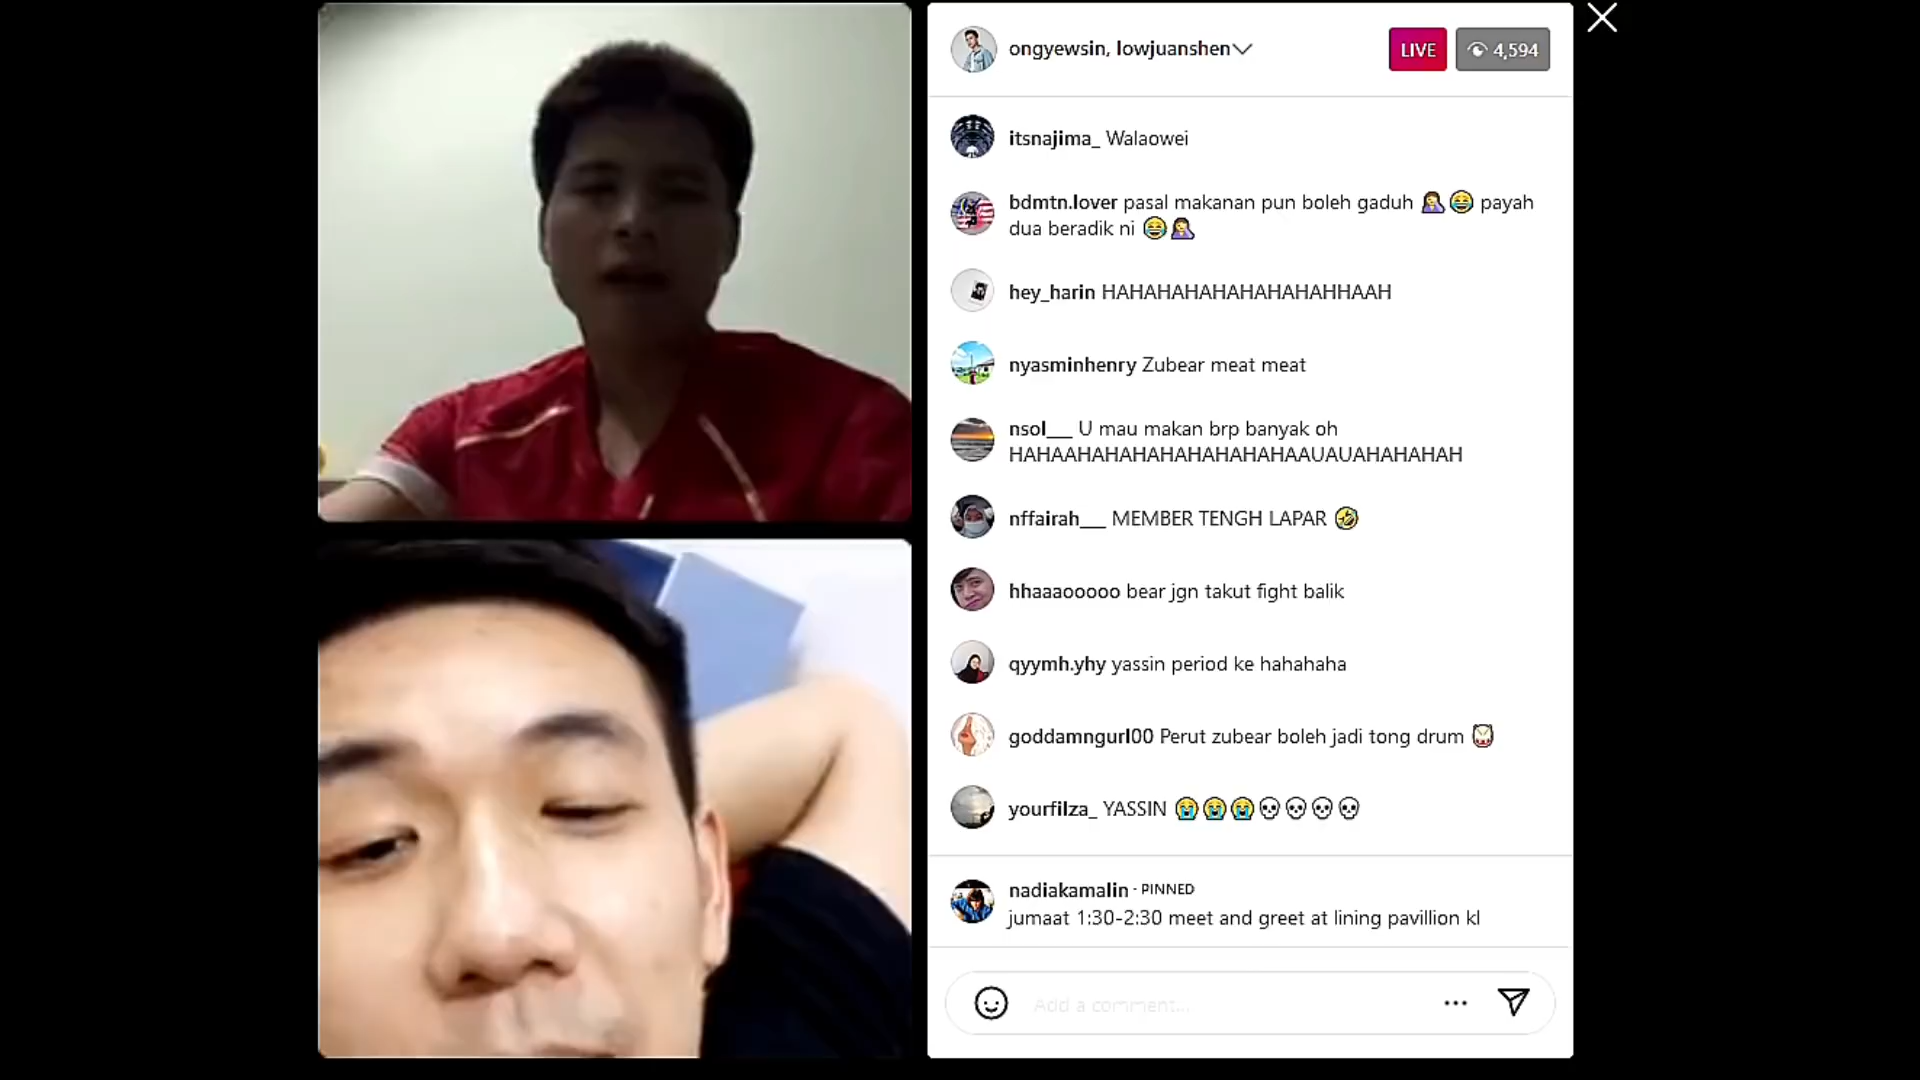 ongyewsin, lowjuanshen
LIVE
4,594
itsnajima_ Walaowei
bdmtn.lover pasal makanan pun boleh gaduh 🤦‍♀️😂 payah
dua beradik ni 😂🤦‍♀️
hey_harin HAHAHAHAHAHAHAHAHHAAH
nyasminhenry Zubear meat meat
nsol___ U mau makan brp banyak oh
HAHAAHAHAHAHAHAHAHAHAAUAUAHAHAHAH
nffairah___ MEMBER TENGH LAPAR 🤣
hhaaaooooo bear jgn takut fight balik
qyymh.yhy yassin period ke hahahaha
goddamngurl00 Perut zubear boleh jadi tong drum 🥁
yourfilza_ YASSIN 😭😭😭💀💀💀💀
nadiakamalin · PINNED
jumaat 1:30-2:30 meet and greet at lining pavillion kl
Add a comment...